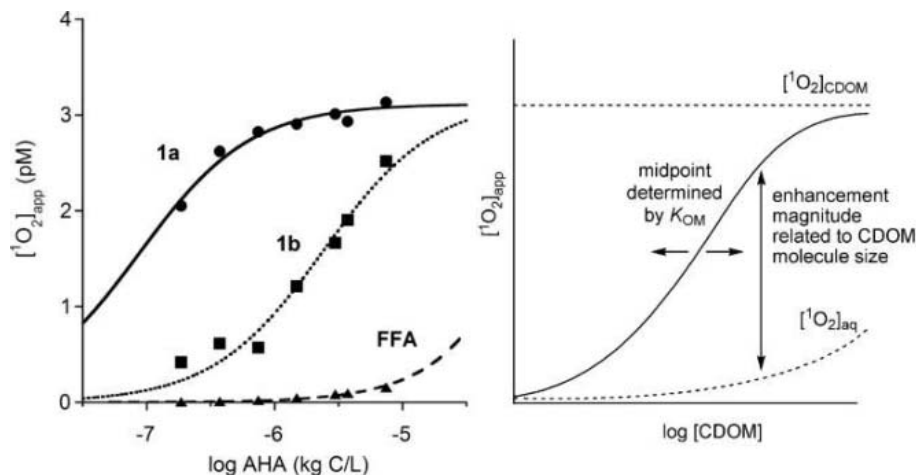 4
3
2
1
0
[¹O₂]app (pM)
1a
1b
FFA
-7
-6
-5
log AHA (kg C/L)
[¹O₂]app
[¹O₂]CDOM
midpoint
determined
by KOM
enhancement
magnitude
related to CDOM
molecule size
[¹O₂]aq
log [CDOM]